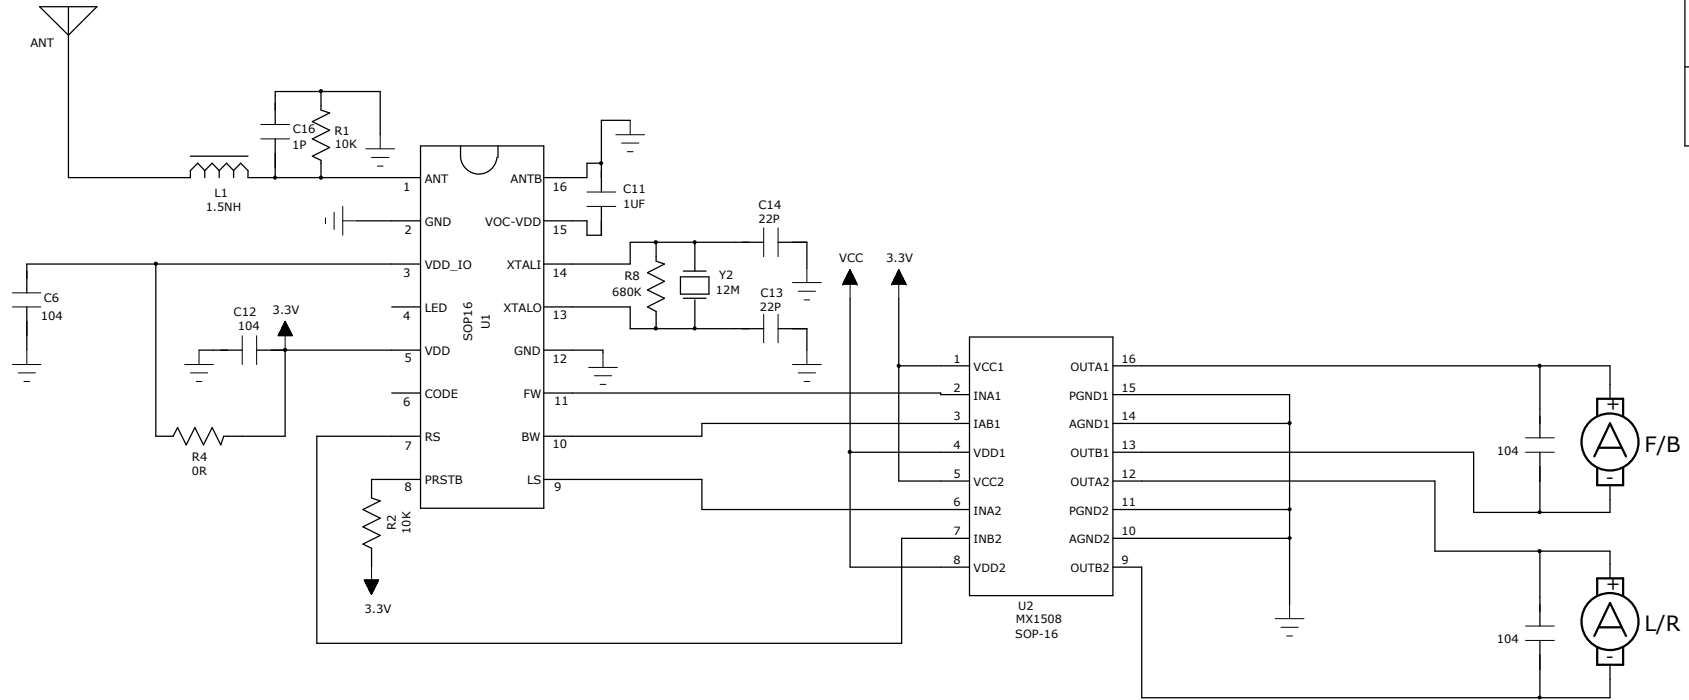 ANT
C16
1P
R1
10K
L1
1.5NH
1
ANT
2
GND
3
VDD_IO
4
LED
5
VDD
6
CODE
7
RS
8
PRSTB
SOP16
U1
ANTB
16
VOC-VDD
15
XTALI
14
XTALO
13
GND
12
FW
11
BW
10
LS
9
C11
1UF
C14
22P
R8
680K
Y2
12M
C13
22P
C6
104
C12
104
3.3V
R4
0R
R2
10K
3.3V
VCC
3.3V
1
VCC1
2
INA1
3
IAB1
4
VDD1
5
VCC2
6
INA2
7
INB2
8
VDD2
OUTA1
16
PGND1
15
AGND1
14
OUTB1
13
OUTA2
12
PGND2
11
AGND2
10
OUTB2
9
U2
MX1508
SOP-16
104
+
A
-
F/B
104
+
A
-
L/R